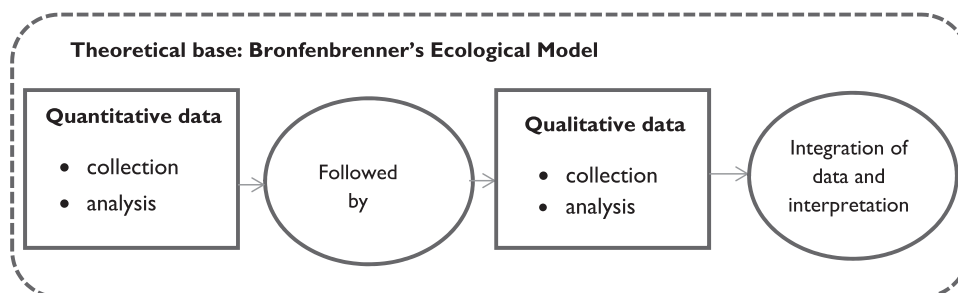 Theoretical base: Bronfenbrenner’s Ecological Model
Quantitative data
• collection
• analysis
Followed
by
Qualitative data
• collection
• analysis
Integration of
data and
interpretation